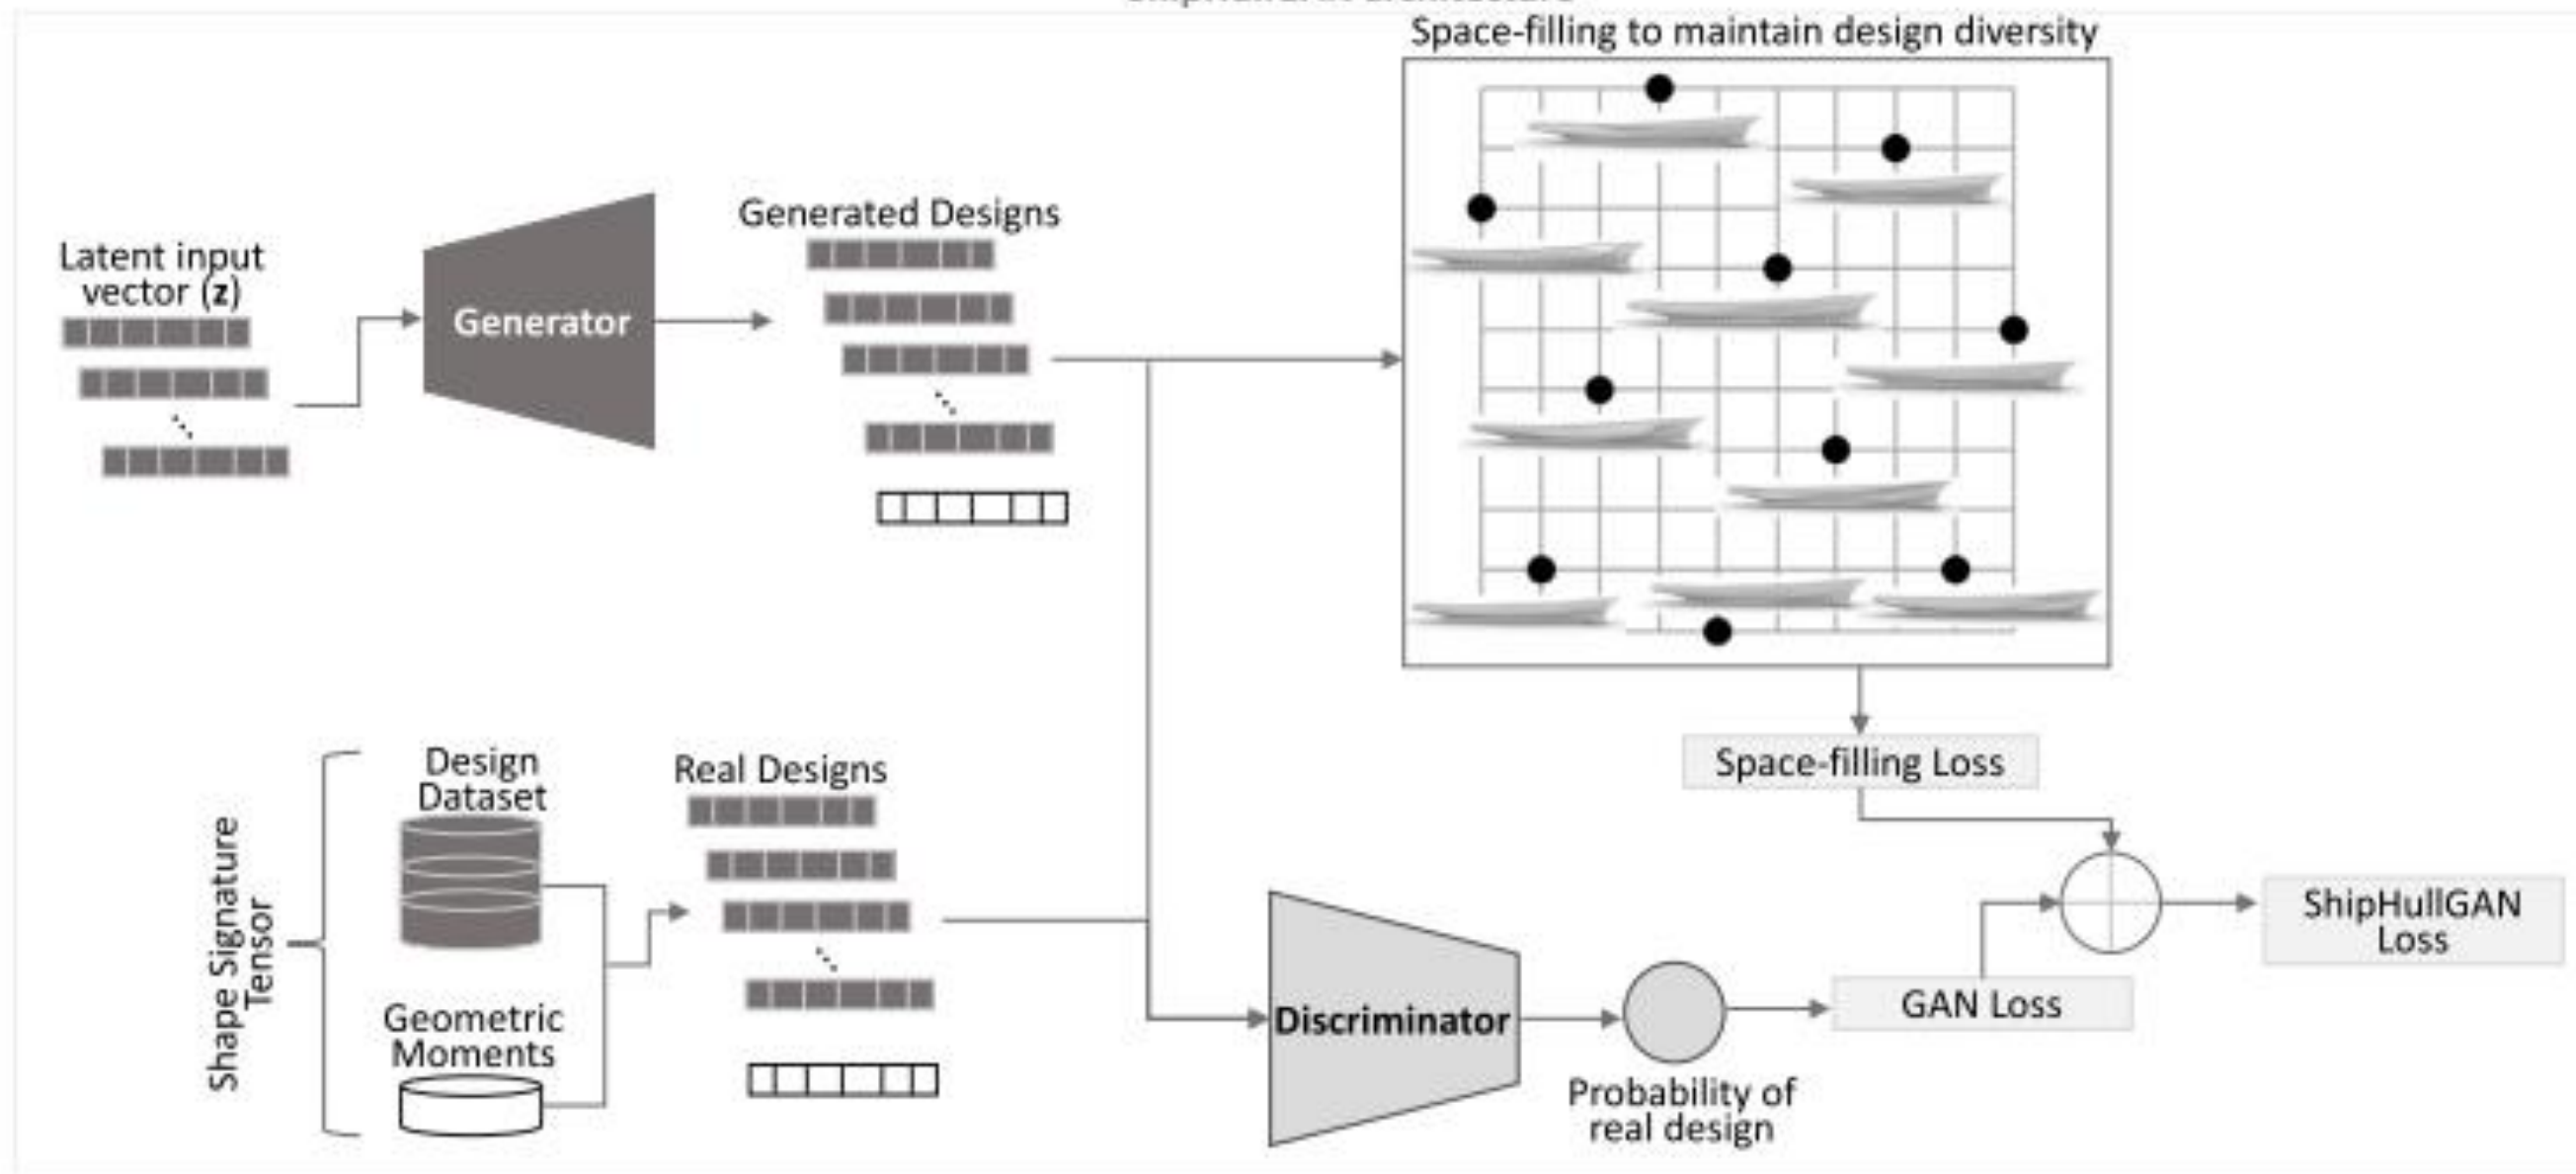 Space-filling to maintain design diversity
Latent input
vector (z)
Generator
Generated Designs
Space-filling Loss
Shape Signature
Tensor
Design
Dataset
Geometric
Moments
Real Designs
Discriminator
Probability of
real design
GAN Loss
ShipHullGAN
Loss